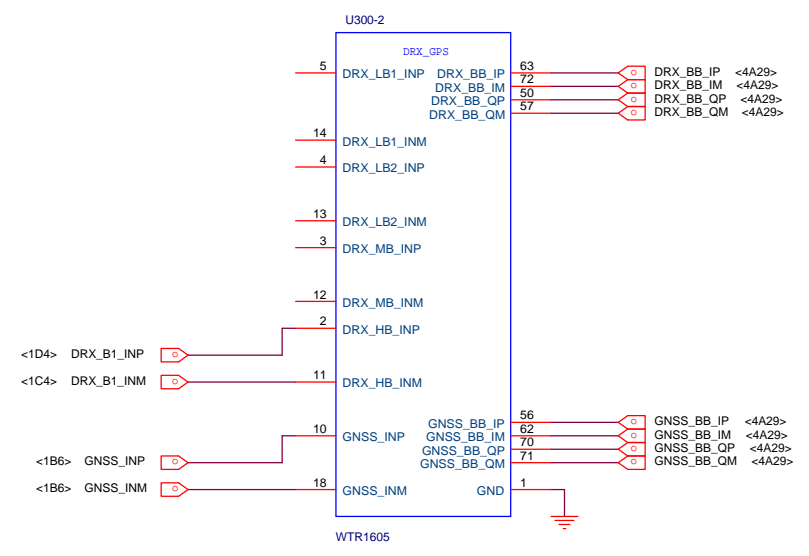 U300-2
DRX_GPS
5 DRX_LB1_INP DRX_BB_IP 63 DRX_BB_IP <4A29>
DRX_BB_IM 72 DRX_BB_IM <4A29>
DRX_BB_QP 50 DRX_BB_QP <4A29>
DRX_BB_QM 57 DRX_BB_QM <4A29>
14 DRX_LB1_INM
4 DRX_LB2_INP
13 DRX_LB2_INM
3 DRX_MB_INP
12 DRX_MB_INM
2 DRX_HB_INP
<1D4> DRX_B1_INP
<1C4> DRX_B1_INM 11 DRX_HB_INM
GNSS_BB_IP 56 GNSS_BB_IP <4A29>
10 GNSS_INP GNSS_BB_IM 62 GNSS_BB_IM <4A29>
GNSS_BB_QP 70 GNSS_BB_QP <4A29>
<1B6> GNSS_INP GNSS_BB_QM 71 GNSS_BB_QM <4A29>
<1B6> GNSS_INM 18 GNSS_INM GND 1
WTR1605